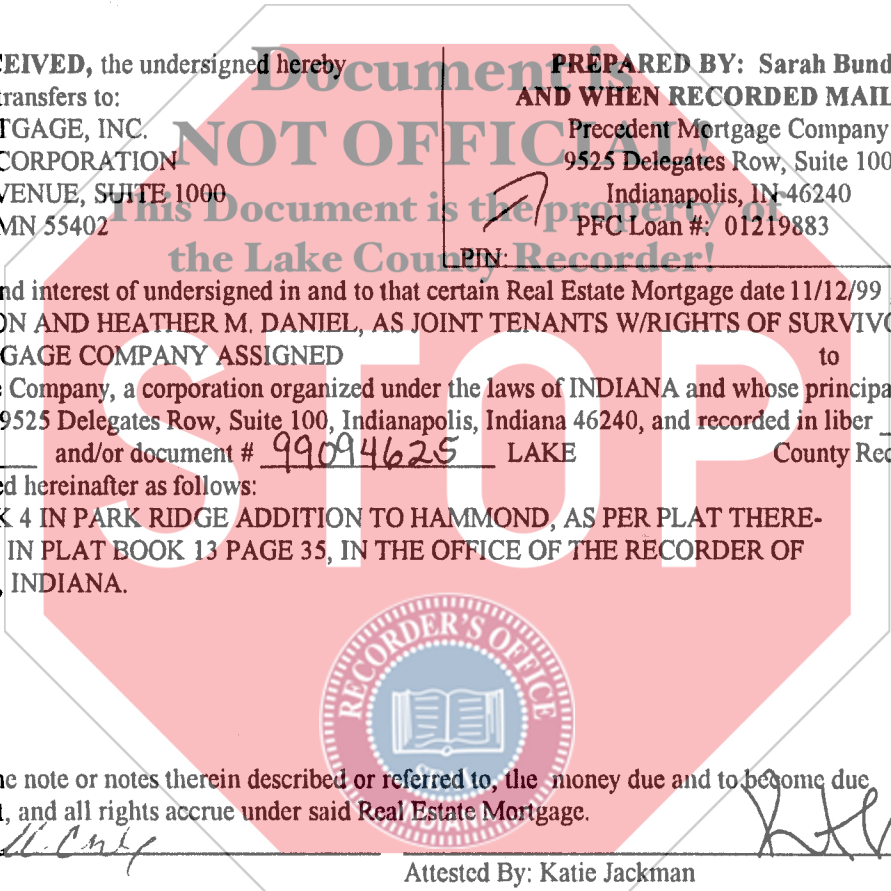 CEIVED, the undersigned hereby
transfers to:
TGAGE, INC.
CORPORATION
VENUE, SUITE 1000
MN 55402
PREPARED BY: Sarah Bund
AND WHEN RECORDED MAIL
Precedent Mortgage Company
9525 Delegates Row, Suite 100
Indianapolis, IN 46240
PFC Loan #: 01219883
PIN:
Document is
NOT OFFICIAL!
This Document is the property of
the Lake County Recorder!
nd interest of undersigned in and to that certain Real Estate Mortgage date 11/12/99
ON AND HEATHER M. DANIEL, AS JOINT TENANTS W/RIGHTS OF SURVIVO
GAGE COMPANY ASSIGNED to
Company, a corporation organized under the laws of INDIANA and whose principa
9525 Delegates Row, Suite 100, Indianapolis, Indiana 46240, and recorded in liber
and/or document # 99094625 LAKE County Rec
ed hereinafter as follows:
K 4 IN PARK RIDGE ADDITION TO HAMMOND, AS PER PLAT THERE-
IN PLAT BOOK 13 PAGE 35, IN THE OFFICE OF THE RECORDER OF
, INDIANA.
STOP
RECORDER'S OFFICE
SEAL
INDIANA
ne note or notes therein described or referred to, the money due and to become due
t, and all rights accrue under said Real Estate Mortgage.
Attested By: Katie Jackman